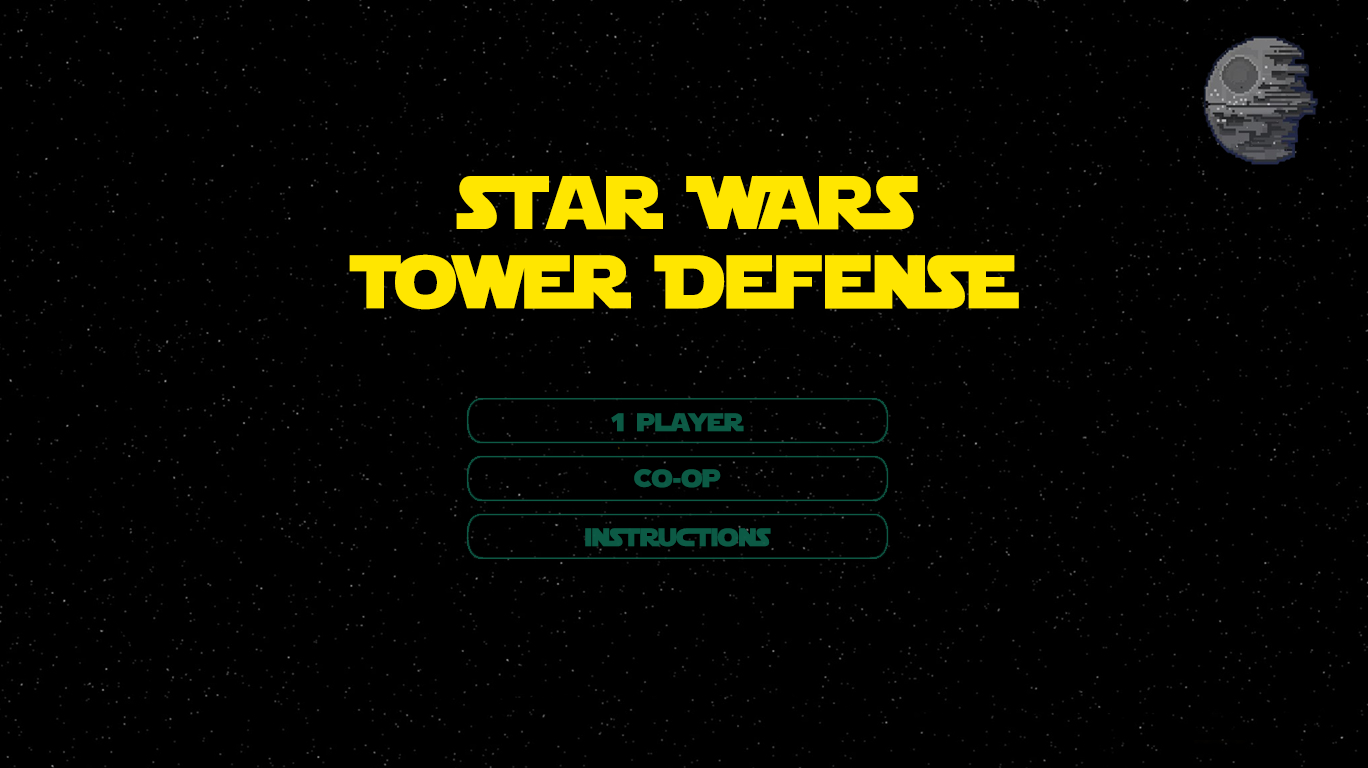 STAR WARS
TOWER DEFENSE
1 PLAYER
CO-OP
INSTRUCTIONS